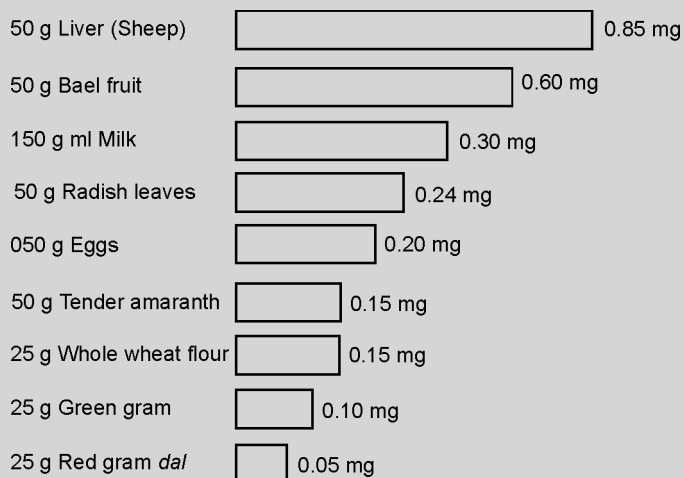 50 g Liver (Sheep) 0.85 mg
50 g Bael fruit 0.60 mg
150 g ml Milk 0.30 mg
50 g Radish leaves 0.24 mg
050 g Eggs 0.20 mg
50 g Tender amaranth 0.15 mg
25 g Whole wheat flour 0.15 mg
25 g Green gram 0.10 mg
25 g Red gram dal 0.05 mg